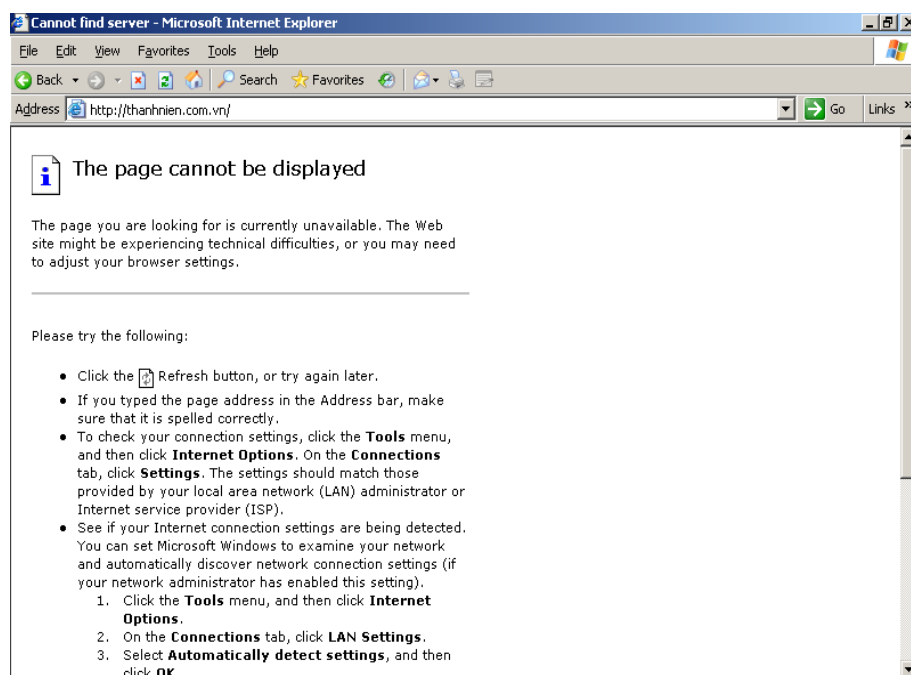 Cannot find server - Microsoft Internet Explorer
File Edit View Favorites Tools Help
Back Search Favorites
Address http://thanhnien.com.vn/ Go Links »
The page cannot be displayed
The page you are looking for is currently unavailable. The Web
site might be experiencing technical difficulties, or you may need
to adjust your browser settings.
Please try the following:
• Click the Refresh button, or try again later.
• If you typed the page address in the Address bar, make
sure that it is spelled correctly.
• To check your connection settings, click the Tools menu,
and then click Internet Options. On the Connections
tab, click Settings. The settings should match those
provided by your local area network (LAN) administrator or
Internet service provider (ISP).
• See if your Internet connection settings are being detected.
You can set Microsoft Windows to examine your network
and automatically discover network connection settings (if
your network administrator has enabled this setting).
1. Click the Tools menu, and then click Internet
Options.
2. On the Connections tab, click LAN Settings.
3. Select Automatically detect settings, and then
click OK